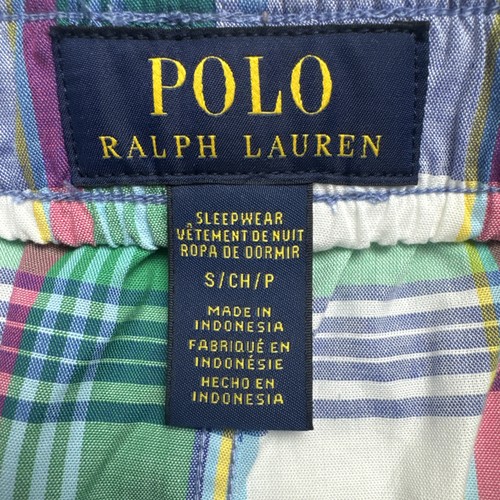 POLO
RALPH LAUREN
SLEEPWEAR
VÊTEMENT DE NUIT
ROPA DE DORMIR
S/CH/P
MADE IN
INDONESIA
FABRIQUÉ EN
INDONÉSIE
HECHO EN
INDONESIA